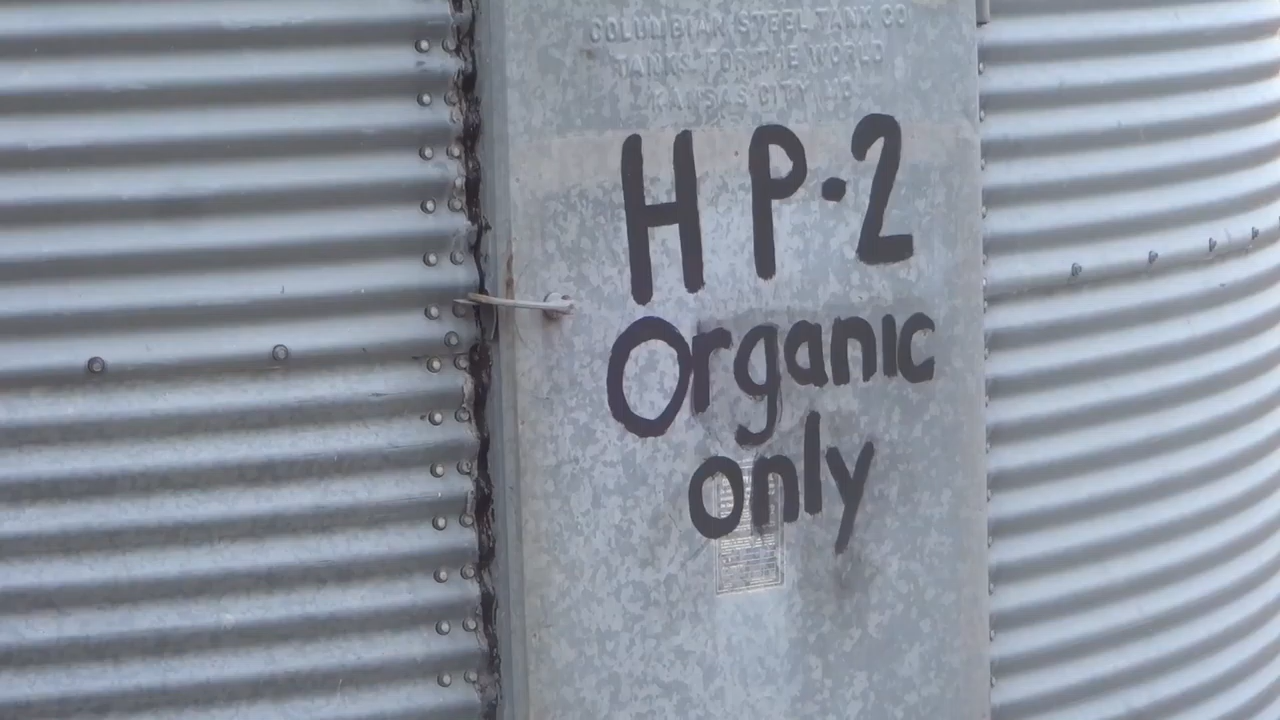 COLUMBIAN STEEL TANK CO
TANKS FOR THE WORLD
KANSAS CITY MO
HP-2
Organic
only